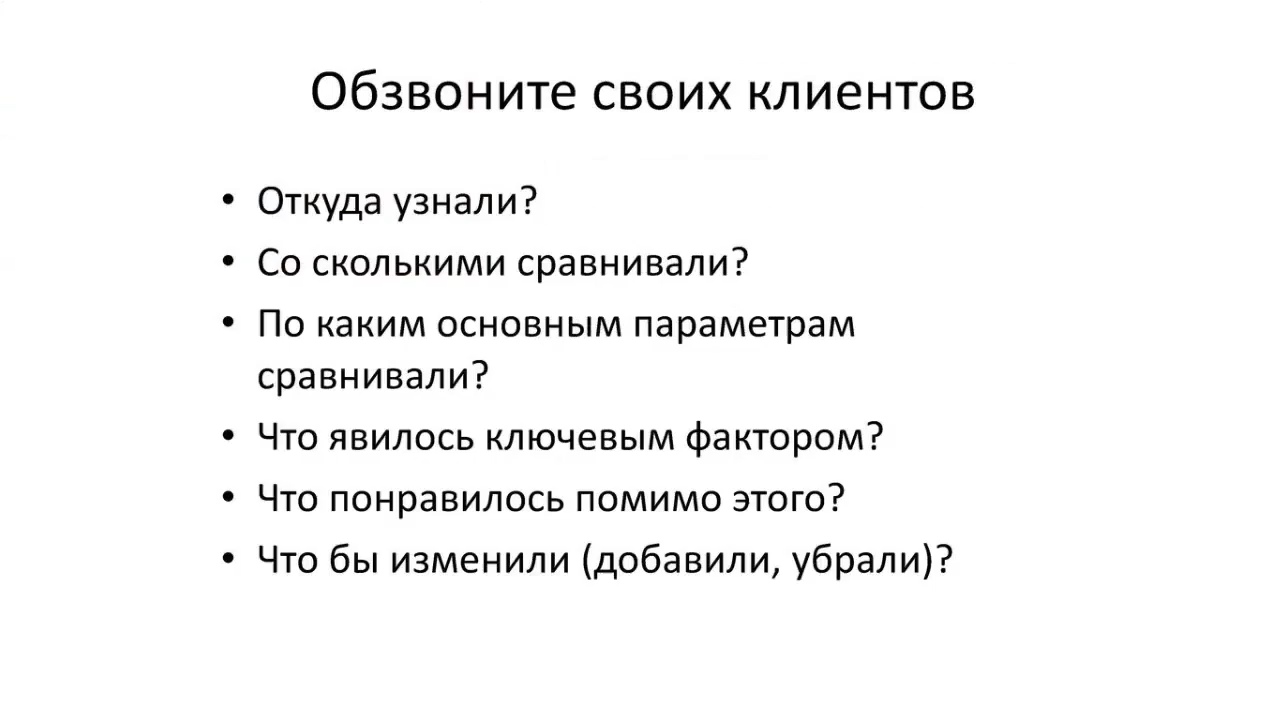 Обзвоните своих клиентов
• Откуда узнали?
• Со сколькими сравнивали?
• По каким основным параметрам
сравнивали?
• Что явилось ключевым фактором?
• Что понравилось помимо этого?
• Что бы изменили (добавили, убрали)?